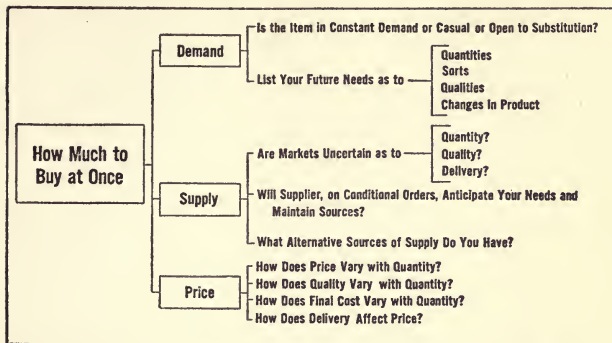 How Much to
Buy at Once
Demand
Is the Item in Constant Demand or Casual or Open to Substitution?
List Your Future Needs as to
Quantities
Sorts
Qualities
Changes in Product
Supply
Are Markets Uncertain as to
Quantity?
Quality?
Delivery?
Will Supplier, on Conditional Orders, Anticipate Your Needs and
Maintain Sources?
What Alternative Sources of Supply Do You Have?
Price
How Does Price Vary with Quantity?
How Does Quality Vary with Quantity?
How Does Final Cost Vary with Quantity?
How Does Delivery Affect Price?